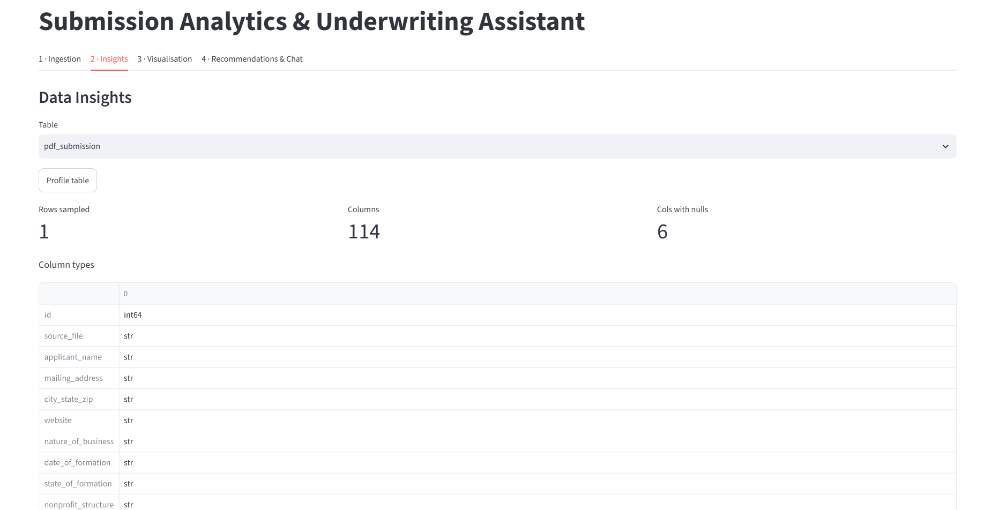 Submission Analytics & Underwriting Assistant
1 · Ingestion 2 · Insights 3 · Visualisation 4 · Recommendations & Chat
Data Insights
Table
pdf_submission
Profile table
Rows sampled Columns Cols with nulls
1 114 6
Column types
0
id int64
source_file str
applicant_name str
mailing_address str
city_state_zip str
website str
nature_of_business str
date_of_formation str
state_of_formation str
nonprofit_structure str